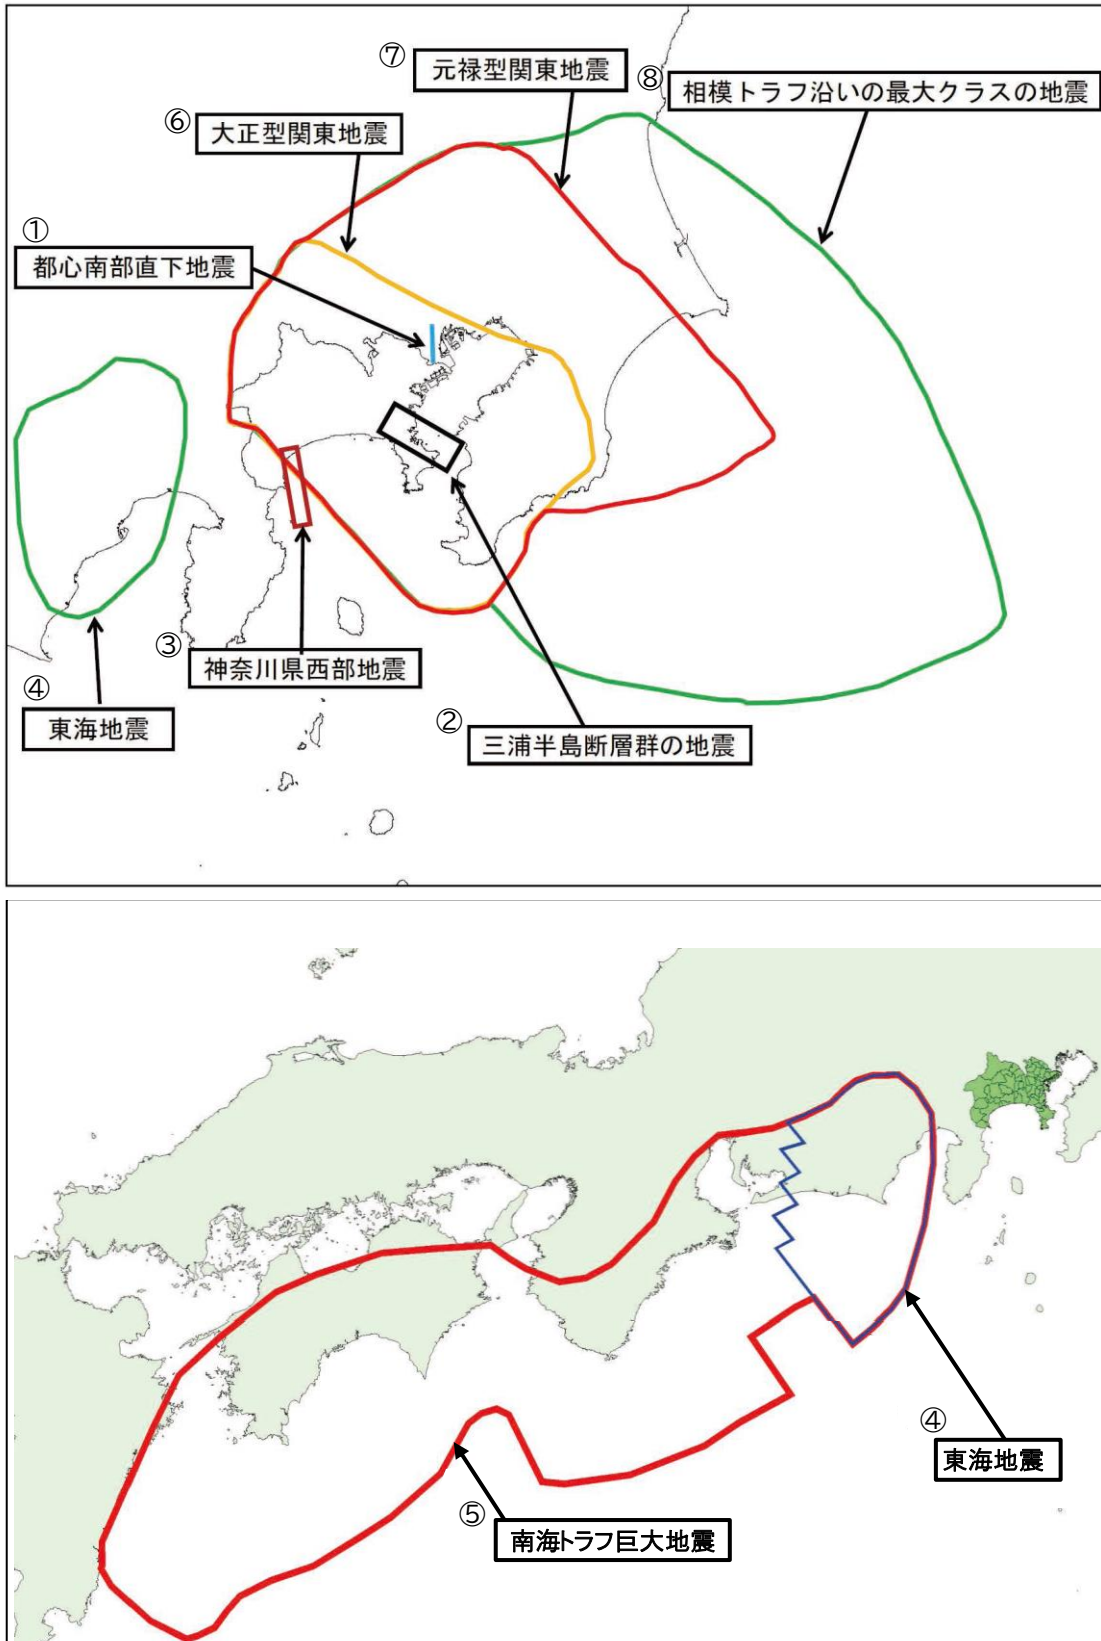 ⑦
元禄型関東地震
⑧
相模トラフ沿いの最大クラスの地震
⑥
大正型関東地震
①
都心南部直下地震
③
神奈川県西部地震
④
東海地震
②
三浦半島断層群の地震
④
東海地震
⑤
南海トラフ巨大地震